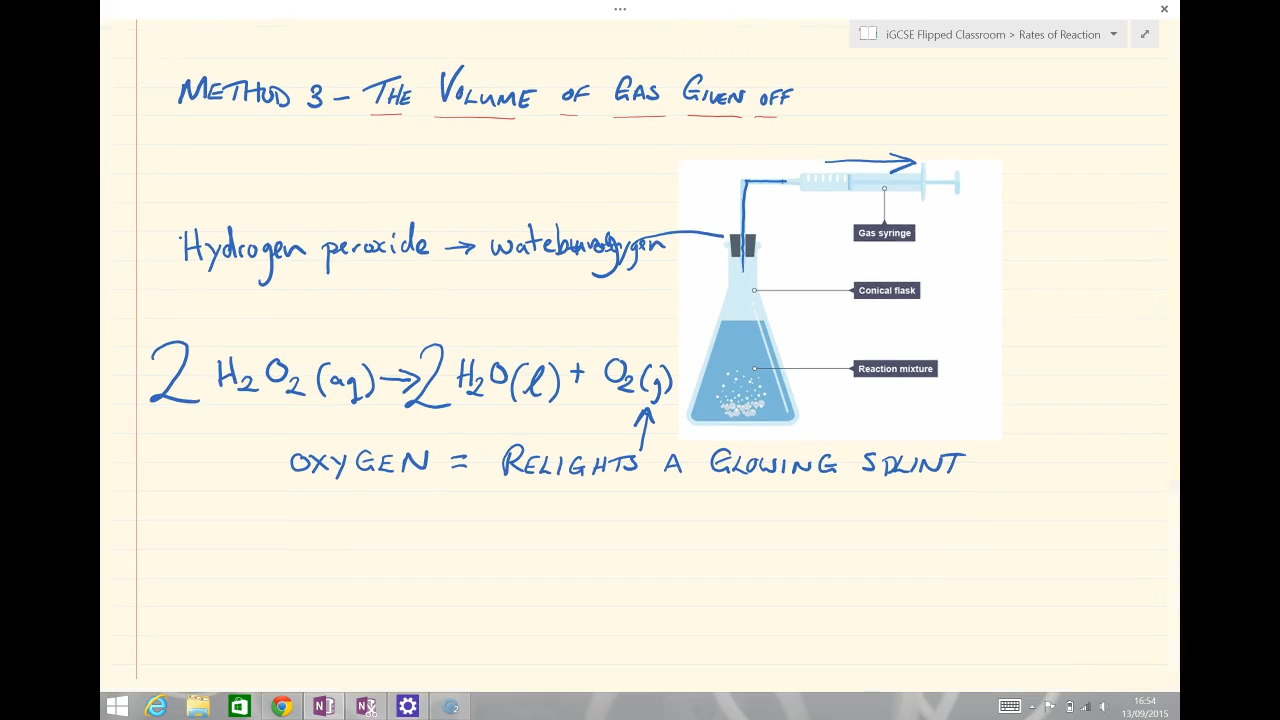 iGCSE Flipped Classroom > Rates of Reaction
METHOD 3 - THE VOLUME OF GAS GIVEN OFF
Gas syringe
Hydrogen peroxide → water oxygen
Conical flask
Reaction mixture
2 H2O2 (aq) → 2 H2O(l) + O2(g)
OXYGEN = RELIGHTS A GLOWING SPLINT
16:54
13/09/2015